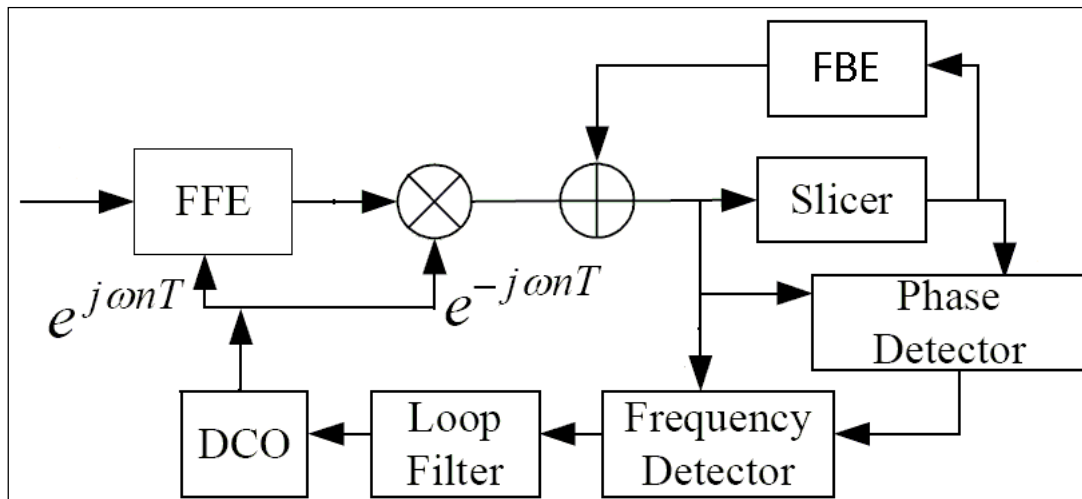 FBE
FFE
Slicer
e^{jωnT}
e^{-jωnT}
Phase
Detector
DCO
Loop
Filter
Frequency
Detector